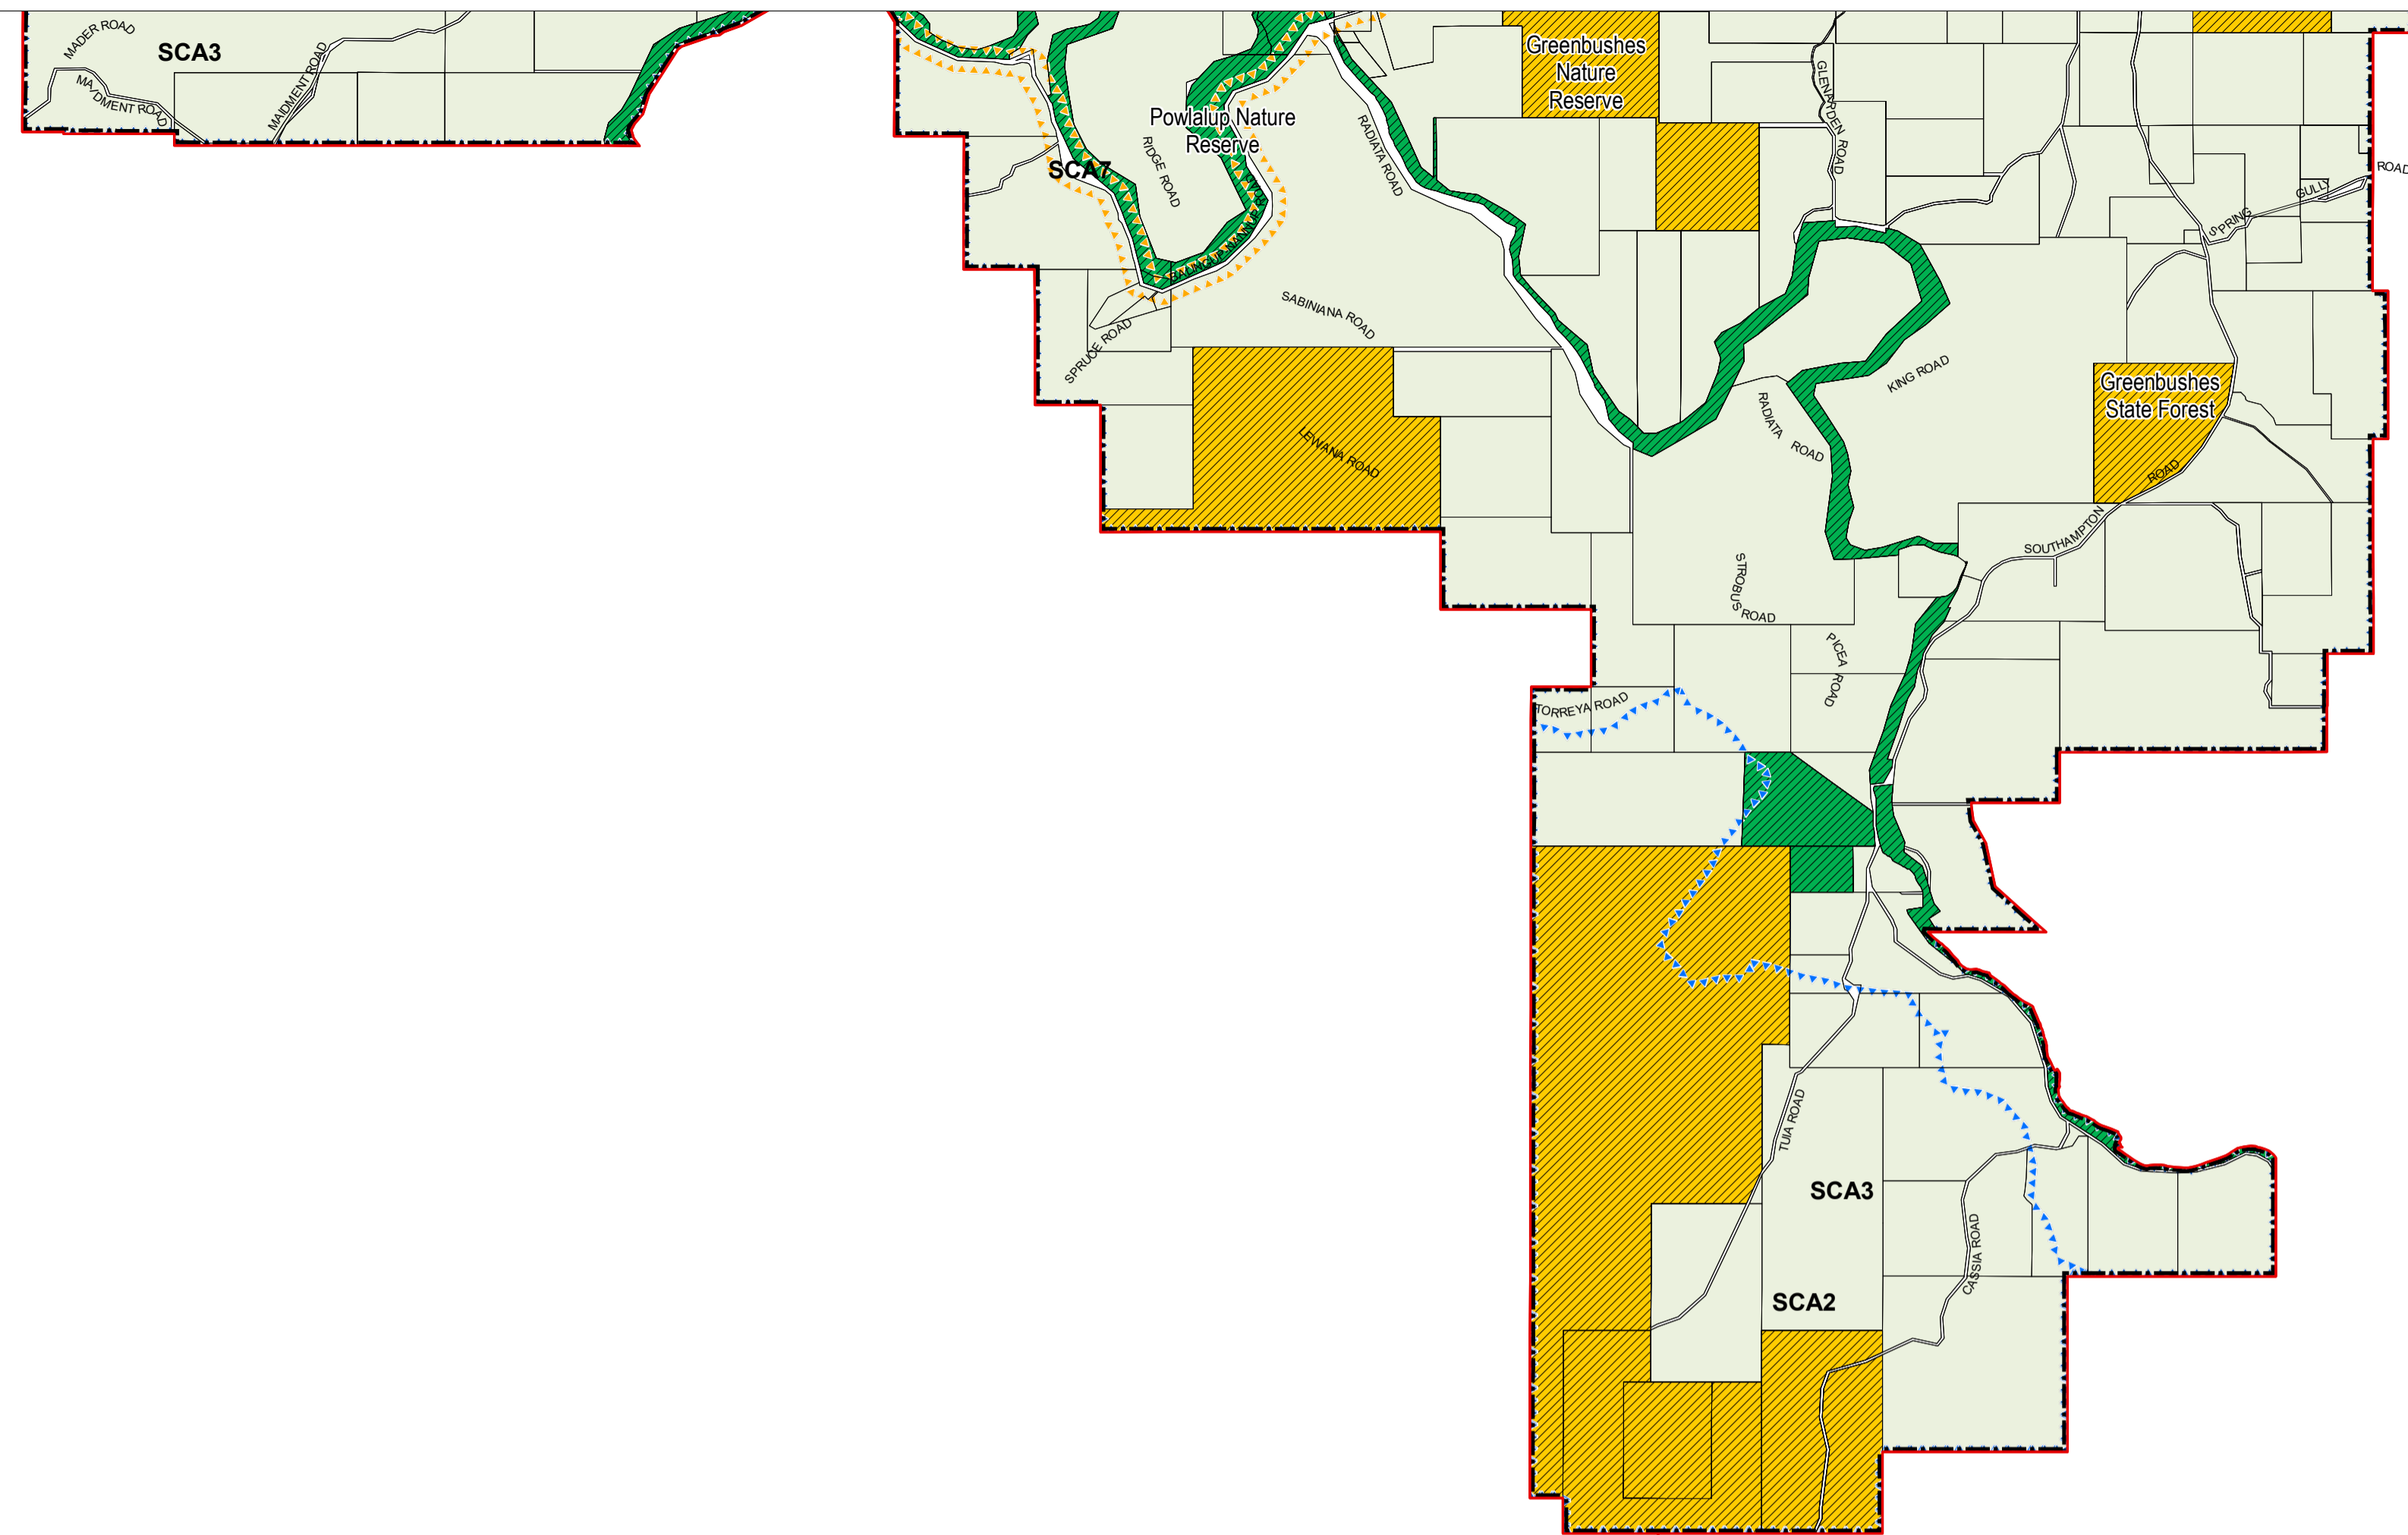 MADER ROAD
SCA3
MAIDMENT ROAD
MAIDMENT ROAD
Powlalup Nature
Reserve
SCA7
RIDGE ROAD
RADIATA ROAD
Greenbushes
Nature
Reserve
GLENARDEN ROAD
SPRING GULLY ROAD
SABINIANA ROAD
SPRUCE ROAD
KING ROAD
Greenbushes
State Forest
LEWANA ROAD
RADIATA ROAD
SOUTHAMPTON ROAD
STROBUS ROAD
PICEA ROAD
TORREYA ROAD
TUIA ROAD
SCA3
CASSIA ROAD
SCA2